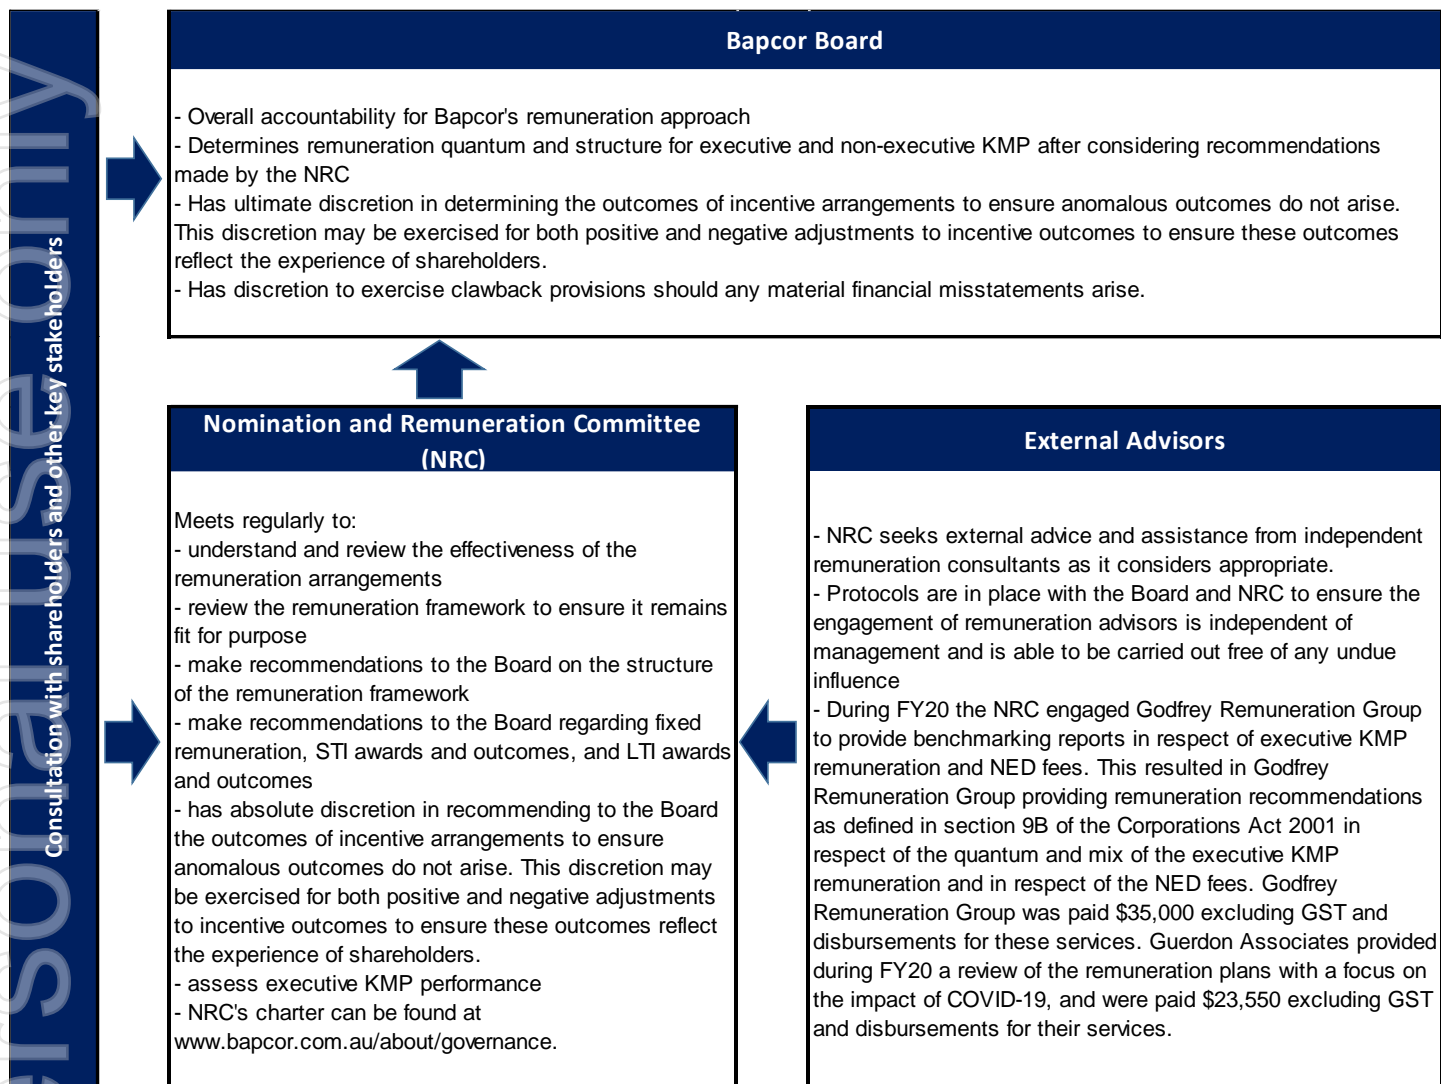 Bapcor Board
- Overall accountability for Bapcor's remuneration approach
- Determines remuneration quantum and structure for executive and non-executive KMP after considering recommendations
made by the NRC
- Has ultimate discretion in determining the outcomes of incentive arrangements to ensure anomalous outcomes do not arise.
This discretion may be exercised for both positive and negative adjustments to incentive outcomes to ensure these outcomes
reflect the experience of shareholders.
- Has discretion to exercise clawback provisions should any material financial misstatements arise.
Consultation with shareholders and other key stakeholders
Nomination and Remuneration Committee
(NRC)
Meets regularly to:
- understand and review the effectiveness of the
remuneration arrangements
- review the remuneration framework to ensure it remains
fit for purpose
- make recommendations to the Board on the structure
of the remuneration framework
- make recommendations to the Board regarding fixed
remuneration, STI awards and outcomes, and LTI awards
and outcomes
- has absolute discretion in recommending to the Board
the outcomes of incentive arrangements to ensure
anomalous outcomes do not arise. This discretion may
be exercised for both positive and negative adjustments
to incentive outcomes to ensure these outcomes reflect
the experience of shareholders.
- assess executive KMP performance
- NRC's charter can be found at
www.bapcor.com.au/about/governance.
External Advisors
- NRC seeks external advice and assistance from independent
remuneration consultants as it considers appropriate.
- Protocols are in place with the Board and NRC to ensure the
engagement of remuneration advisors is independent of
management and is able to be carried out free of any undue
influence
- During FY20 the NRC engaged Godfrey Remuneration Group
to provide benchmarking reports in respect of executive KMP
remuneration and NED fees. This resulted in Godfrey
Remuneration Group providing remuneration recommendations
as defined in section 9B of the Corporations Act 2001 in
respect of the quantum and mix of the executive KMP
remuneration and in respect of the NED fees. Godfrey
Remuneration Group was paid $35,000 excluding GST and
disbursements for these services. Guerdon Associates provided
during FY20 a review of the remuneration plans with a focus on
the impact of COVID-19, and were paid $23,550 excluding GST
and disbursements for their services.
ersonal use only